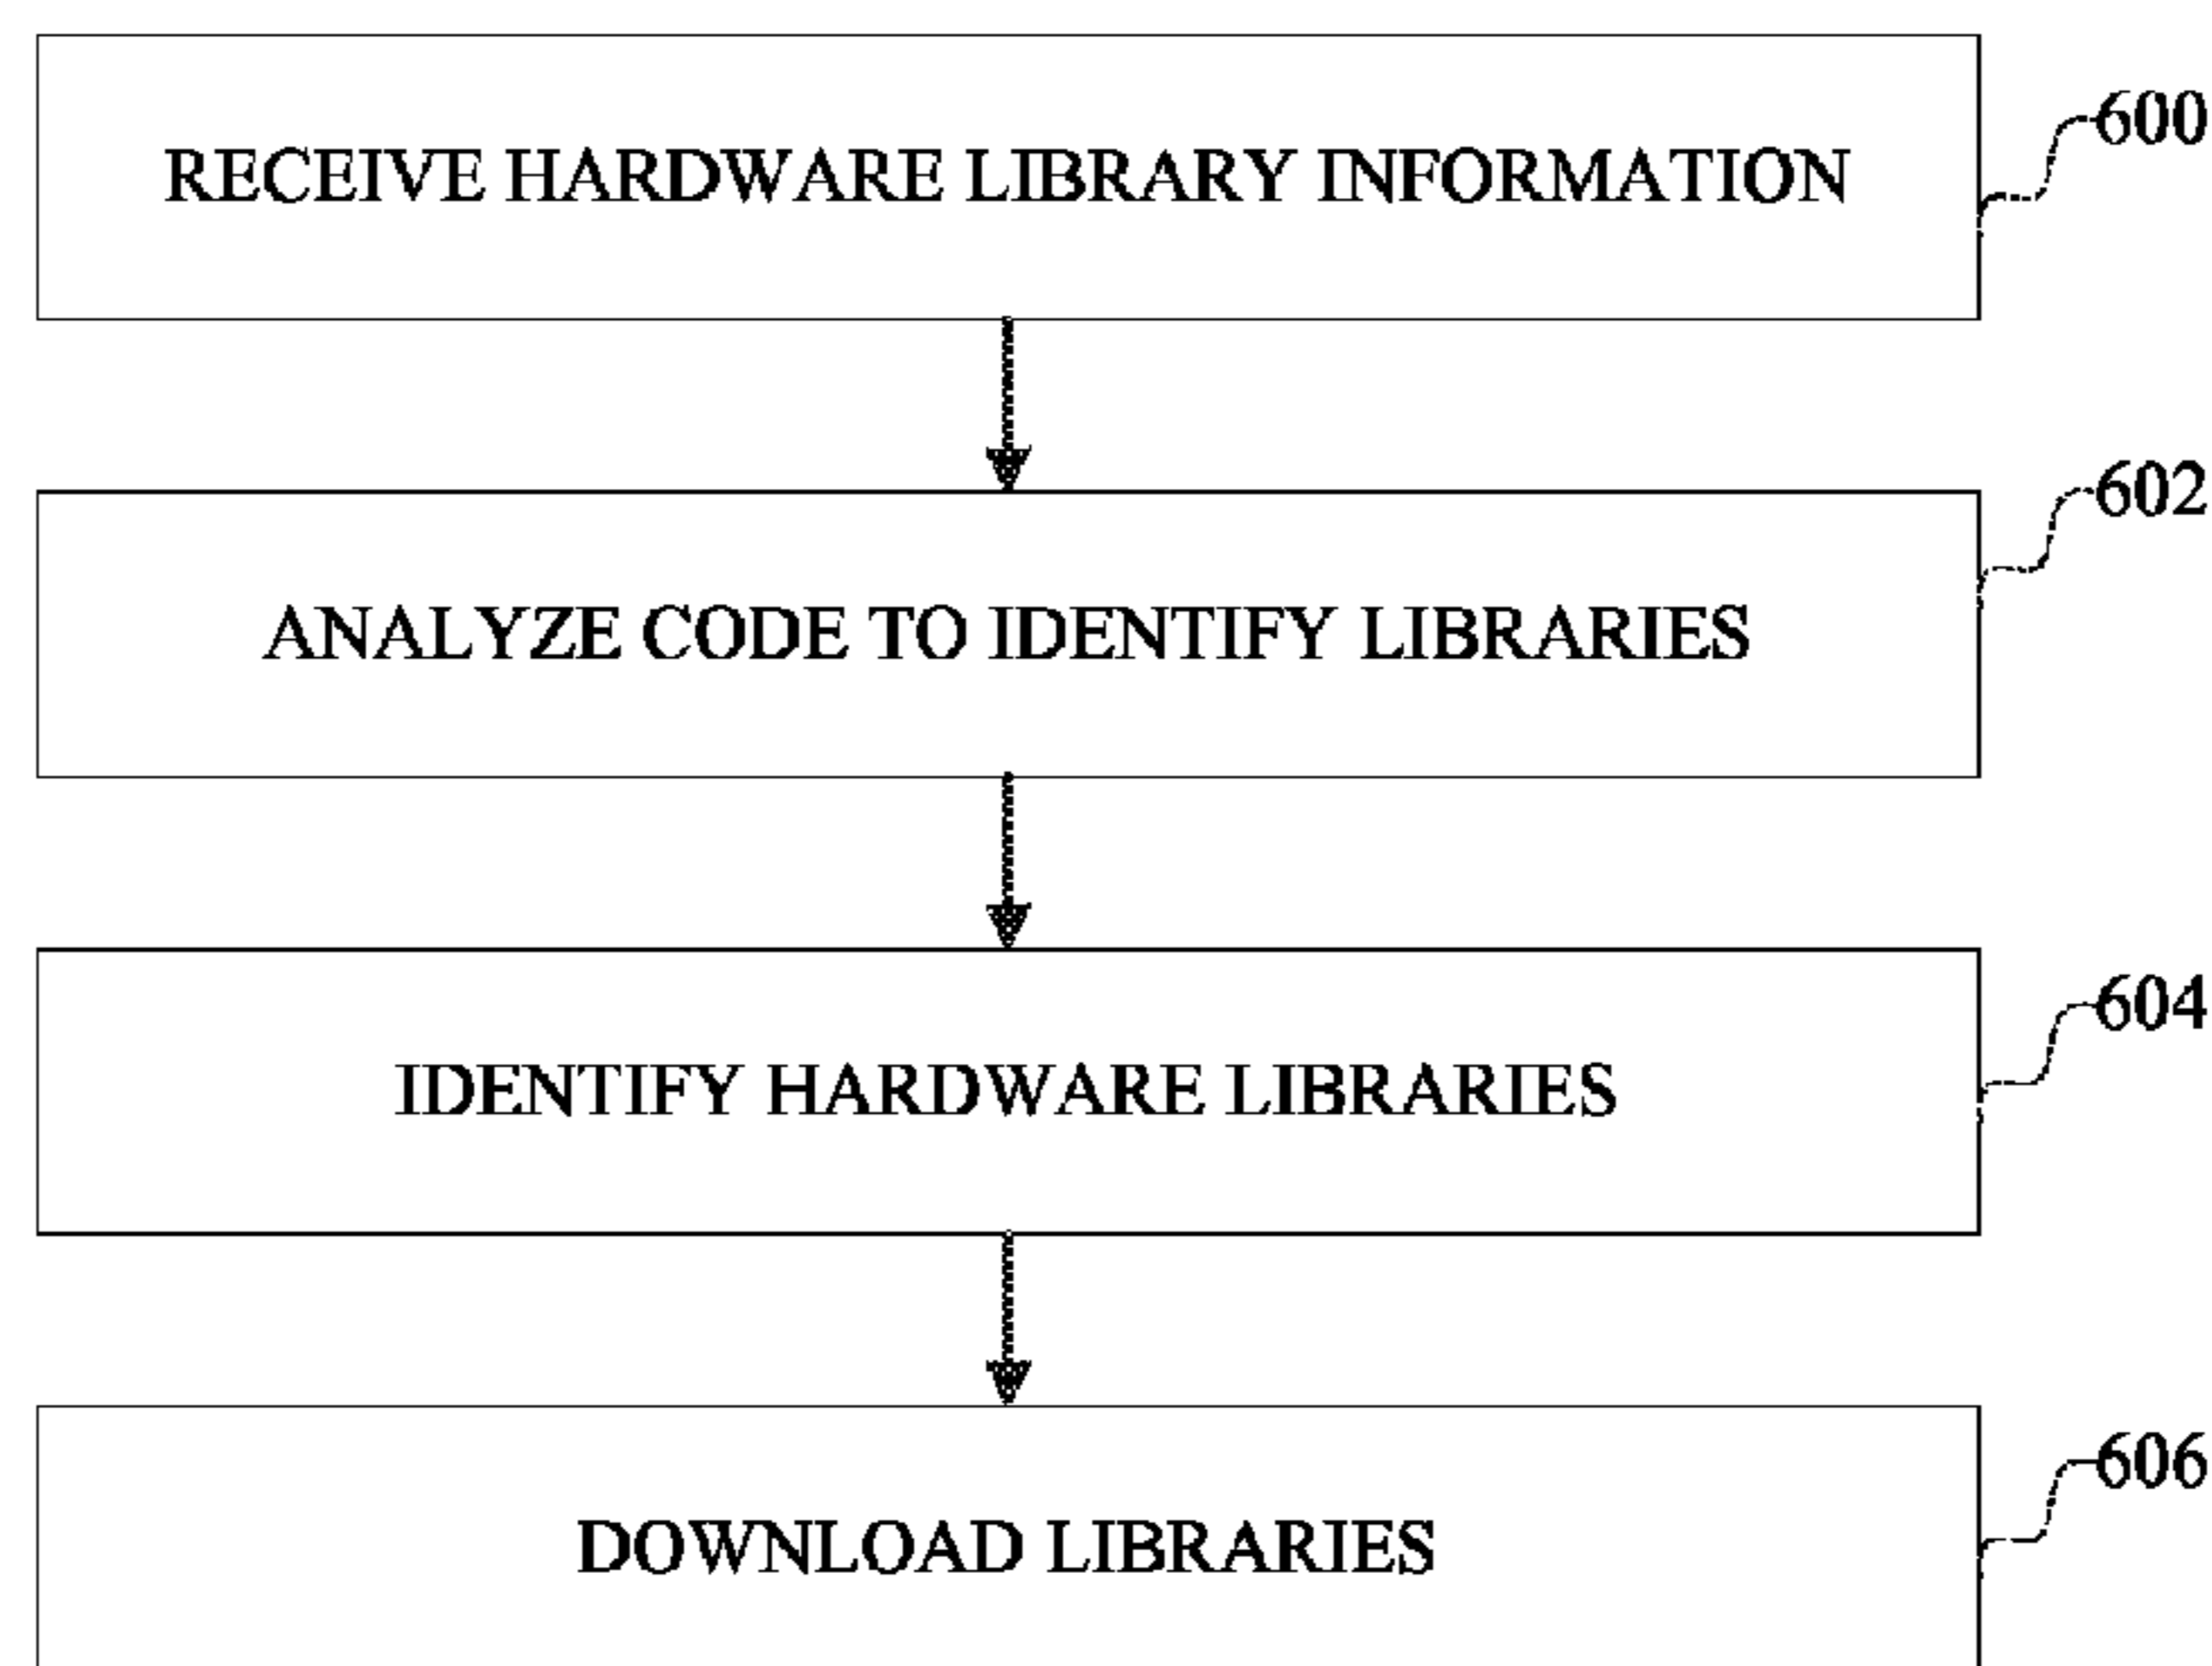 600
RECEIVE HARDWARE LIBRARY INFORMATION
602
ANALYZE CODE TO IDENTIFY LIBRARIES
604
IDENTIFY HARDWARE LIBRARIES
606
DOWNLOAD LIBRARIES